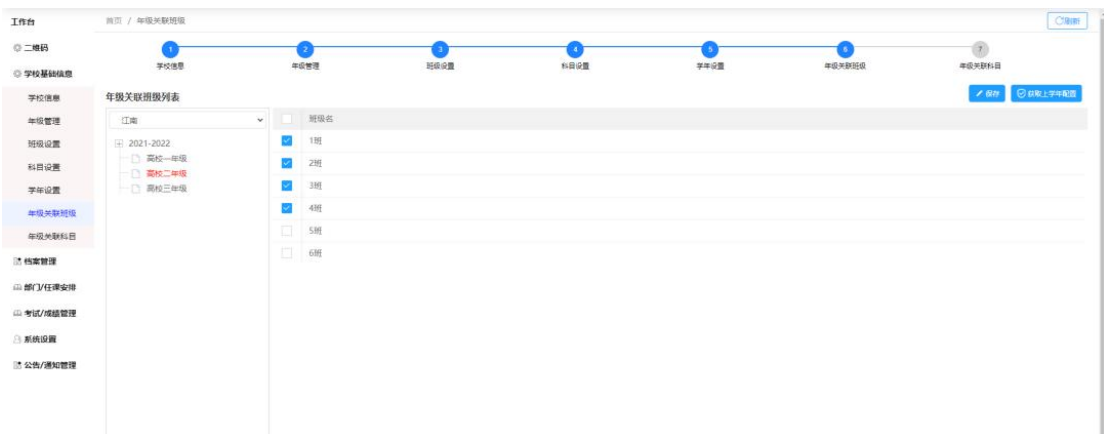 工作台
首页 / 年级关联班级
刷新
二维码
学校基础信息
学校信息
年级管理
班级设置
科目设置
学年设置
年级关联班级
年级关联科目
档案管理
部门/任课安排
考试/成绩管理
系统设置
公告/通知管理
1 2 3 4 5 6 7
学校信息 年级管理 班级设置 科目设置 学年设置 年级关联班级 年级关联科目
年级关联班级列表
保存 获取上学年配置
江南
2021-2022
高校一年级
高校二年级
高校三年级
班级名
1班
2班
3班
4班
5班
6班